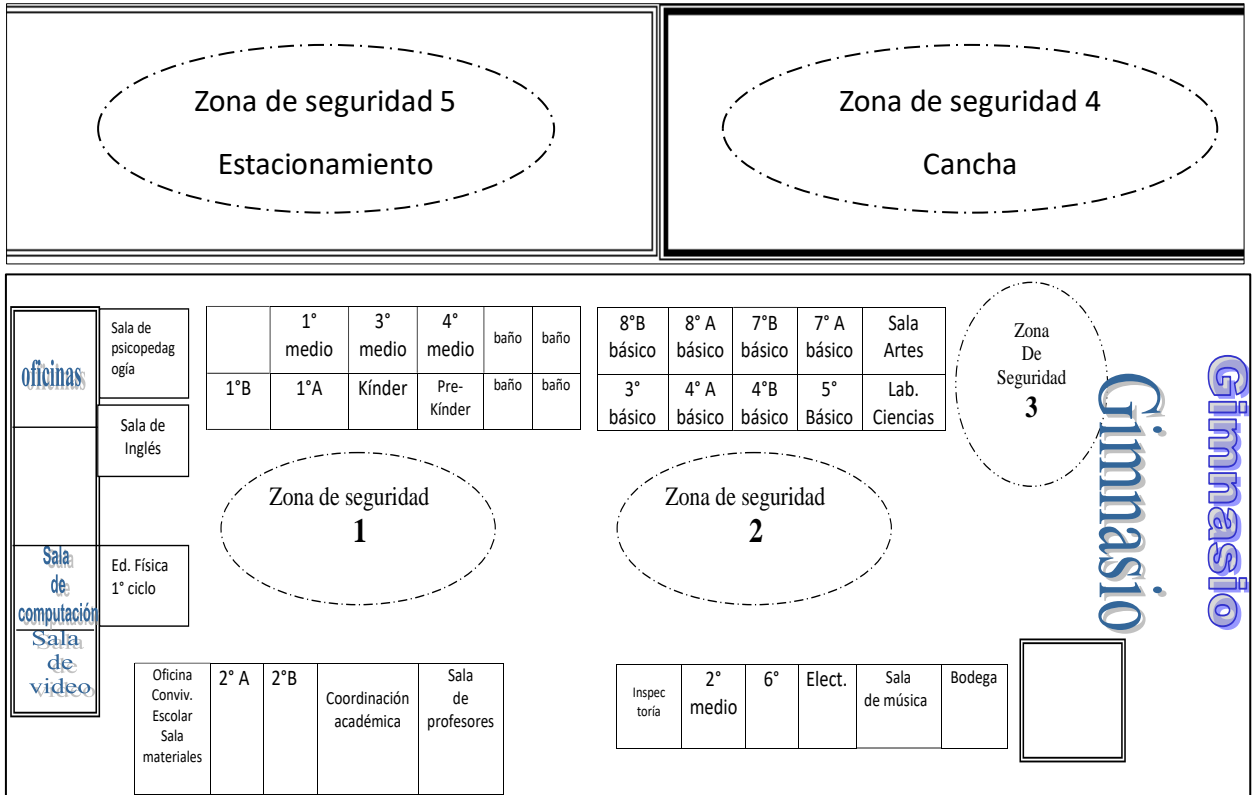 Zona de seguridad 5
Estacionamiento
Zona de seguridad 4
Cancha
oficinas
Sala de
psicopedag
ogía
Sala de
Inglés
Sala
de
computación
Sala
de
video
Ed. Física
1° ciclo
1°
medio
3°
medio
4°
medio
baño
baño
1°B
1°A
Kínder
Pre-
Kínder
baño
baño
8°B
básico
8° A
básico
7°B
básico
7° A
básico
Sala
Artes
3°
básico
4° A
básico
4°B
básico
5°
Básico
Lab.
Ciencias
Zona
De
Seguridad
3
Gimnasio
Gimnasio
Zona de seguridad
1
Zona de seguridad
2
Oficina
Conviv.
Escolar
Sala
materiales
2° A
2°B
Coordinación
académica
Sala
de
profesores
Inspec
toría
2°
medio
6°
Elect.
Sala
de música
Bodega